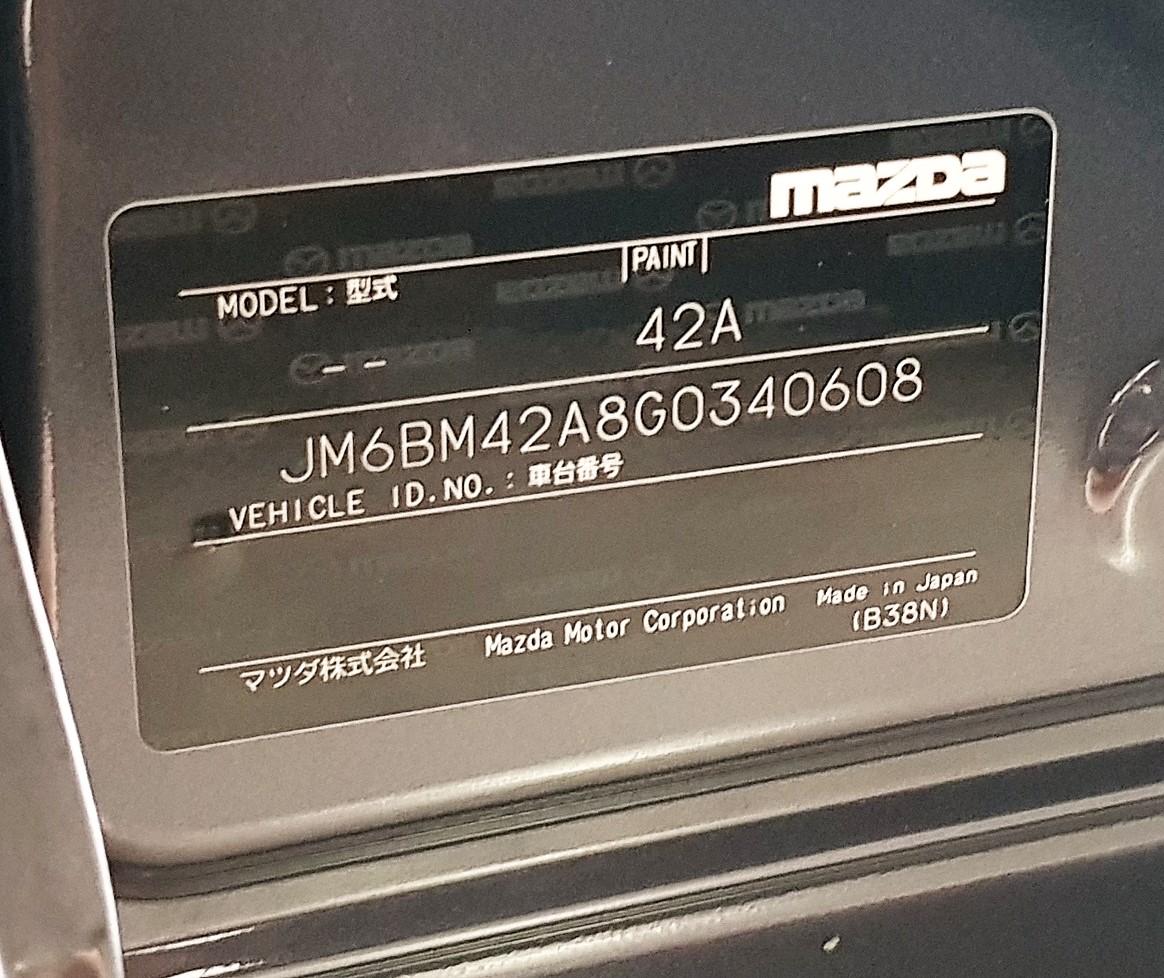 mazda
MODEL : 型式
PAINT
-- 42A
JM6BM42A8G0340608
VEHICLE ID.NO. : 車台番号
マツダ株式会社 Mazda Motor Corporation Made in Japan
(B38N)